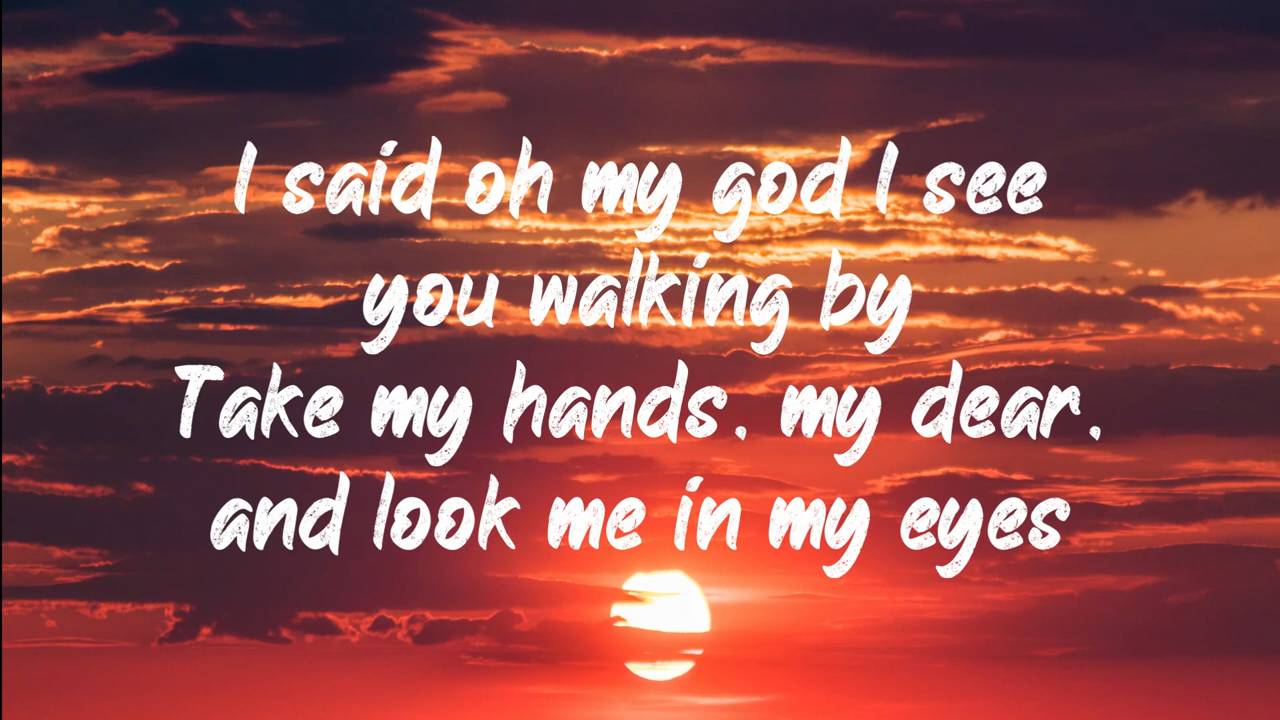 I said oh my god I see
you walking by
Take my hands, my dear,
and look me in my eyes